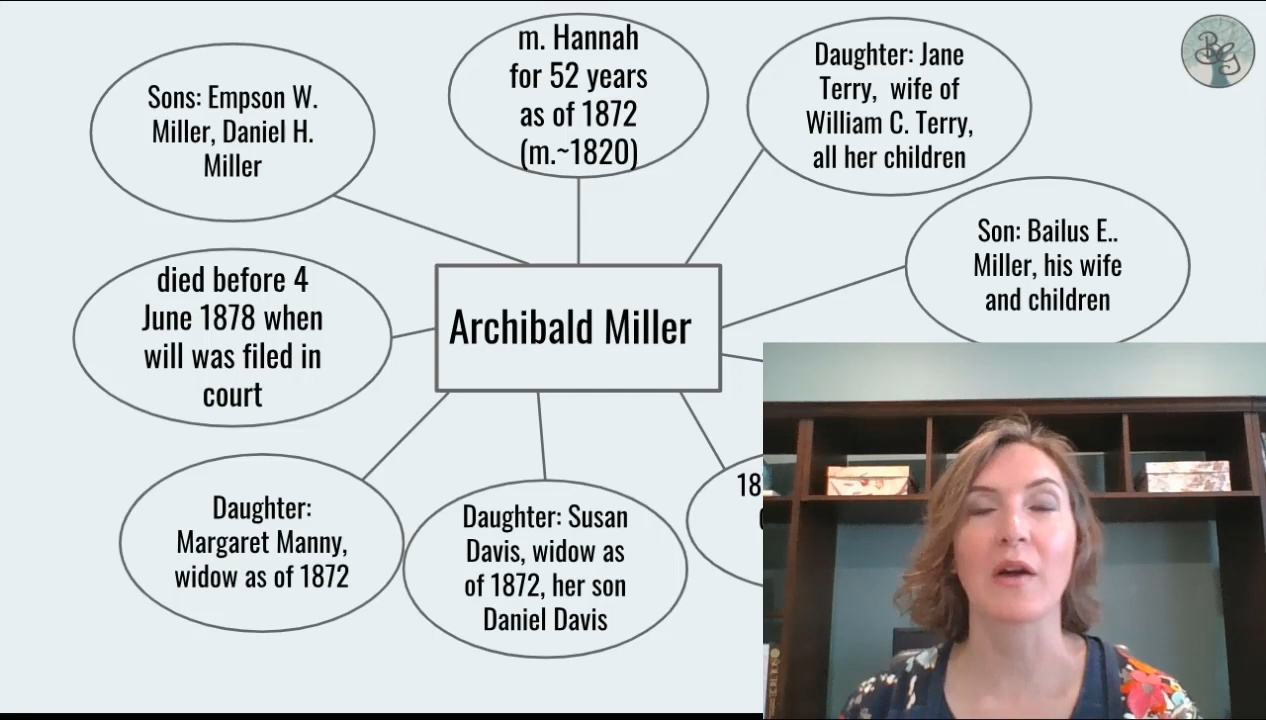 m. Hannah
for 52 years
as of 1872
(m.~1820)
Sons: Empson W.
Miller, Daniel H.
Miller
Daughter: Jane
Terry, wife of
William C. Terry,
all her children
BG
Son: Bailus E..
Miller, his wife
and children
died before 4
June 1878 when
will was filed in
court
Archibald Miller
Daughter:
Margaret Manny,
widow as of 1872
Daughter: Susan
Davis, widow as
of 1872, her son
Daniel Davis
18